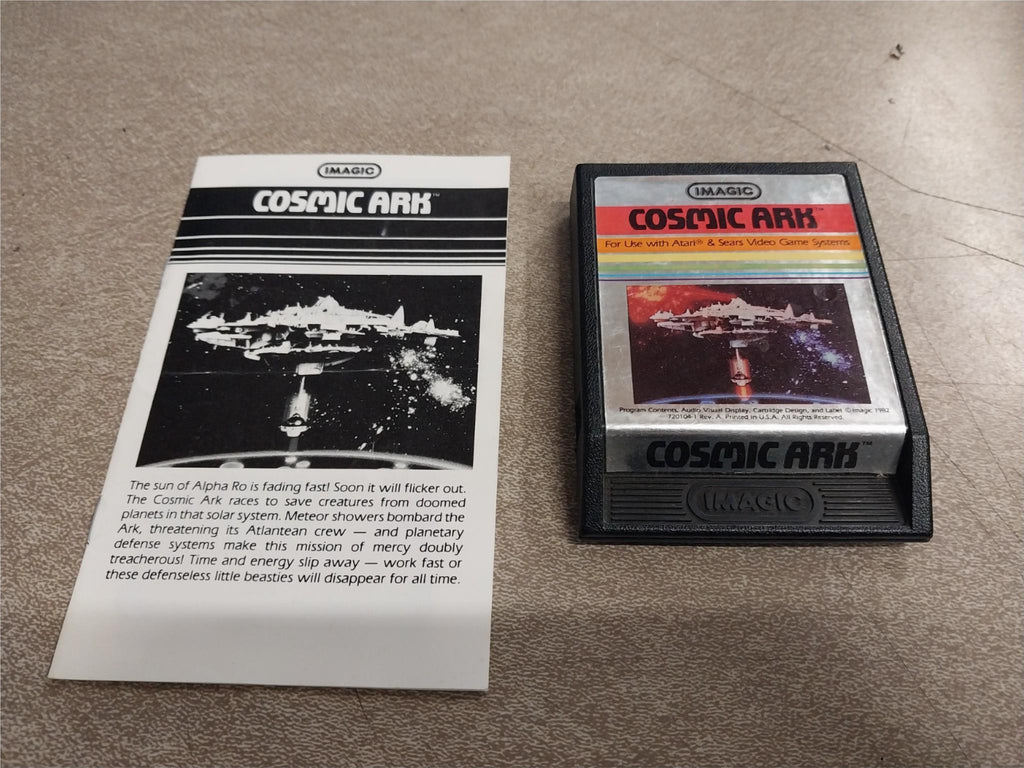 IMAGIC
COSMIC ARK™
The sun of Alpha Ro is fading fast! Soon it will flicker out.
The Cosmic Ark races to save creatures from doomed
planets in that solar system. Meteor showers bombard the
Ark, threatening its Atlantean crew — and planetary
defense systems make this mission of mercy doubly
treacherous! Time and energy slip away — work fast or
these defenseless little beasties will disappear for all time.
IMAGIC
COSMIC ARK™
For Use with Atari® & Sears Video Game Systems
Program Contents, Audio Visual Display, Cartridge Design, and Label © Imagic 1982
720104-1 Rev. A. Printed in U.S.A. All Rights Reserved.
COSMIC ARK™
IMAGIC